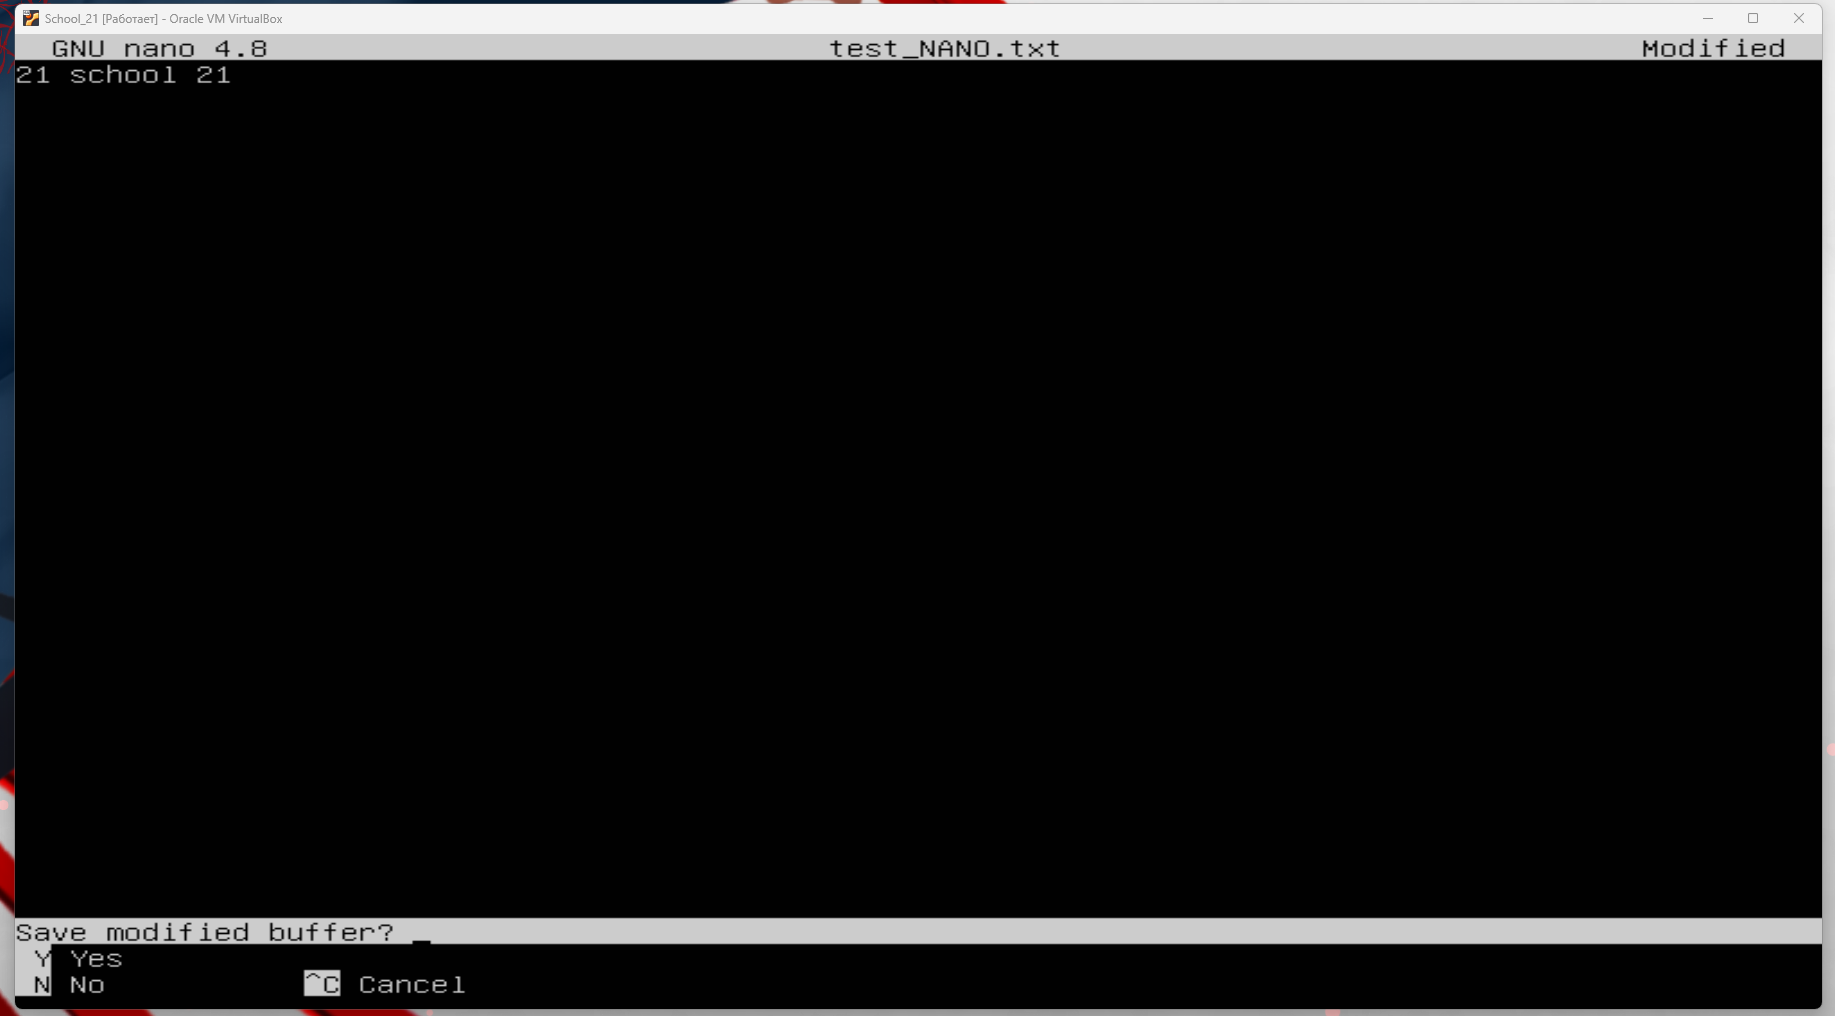 School_21 [Работает] - Oracle VM VirtualBox
GNU nano 4.8 test_NANO.txt Modified
21 school 21
Save modified buffer?
Y Yes
N No ^C Cancel